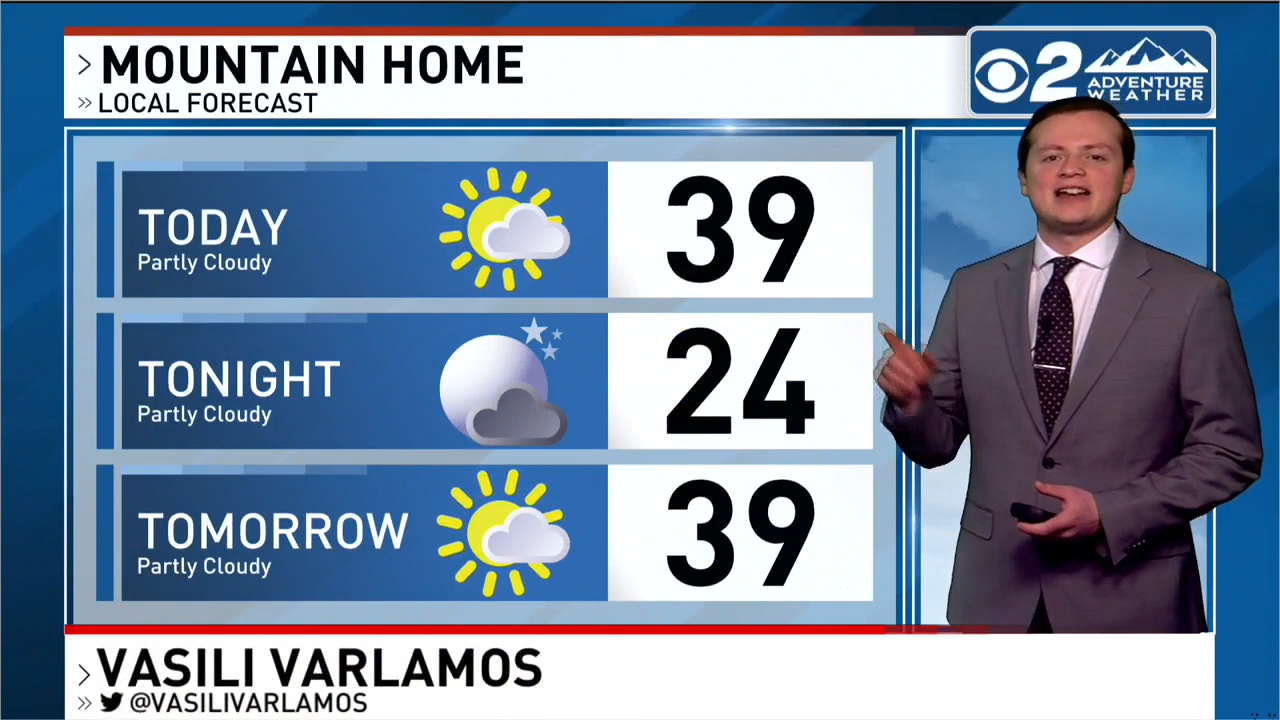 MOUNTAIN HOME
LOCAL FORECAST
2 ADVENTURE
WEATHER
TODAY
Partly Cloudy
39
TONIGHT
Partly Cloudy
24
TOMORROW
Partly Cloudy
39
VASILI VARLAMOS
@VASILIVARLAMOS